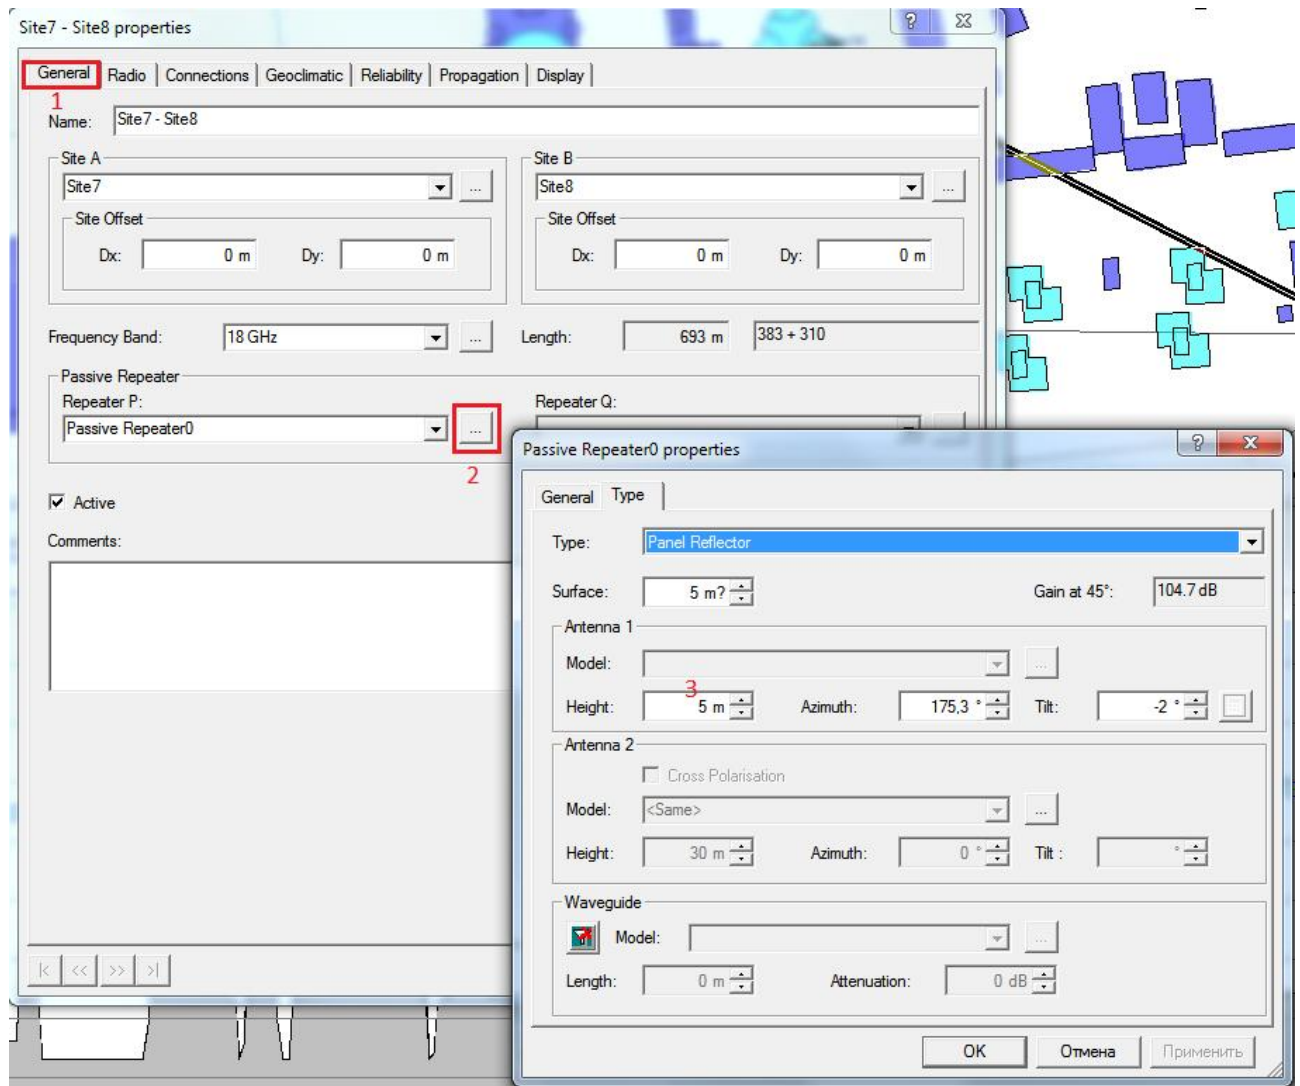 Site7 - Site8 properties
General Radio Connections Geoclimatic Reliability Propagation Display
1
Name: Site7 - Site8
Site A
Site7
...
Site Offset
Dx: 0 m Dy: 0 m
Site B
Site8
...
Site Offset
Dx: 0 m Dy: 0 m
Frequency Band: 18 GHz ... Length: 693 m 383 + 310
Passive Repeater
Repeater P: Repeater Q:
Passive Repeater0 ...
2
Active
Comments:
|< << >> >|
Passive Repeater0 properties
General Type
Type: Panel Reflector
Surface: 5 m? Gain at 45°: 104.7 dB
Antenna 1
Model: ...
3
Height: 5 m Azimuth: 175,3 ° Tilt: -2 °
Antenna 2
Cross Polarisation
Model: <Same> ...
Height: 30 m Azimuth: 0 ° Tilt : °
Waveguide
Model: ...
Length: 0 m Attenuation: 0 dB
OK Отмена Применить